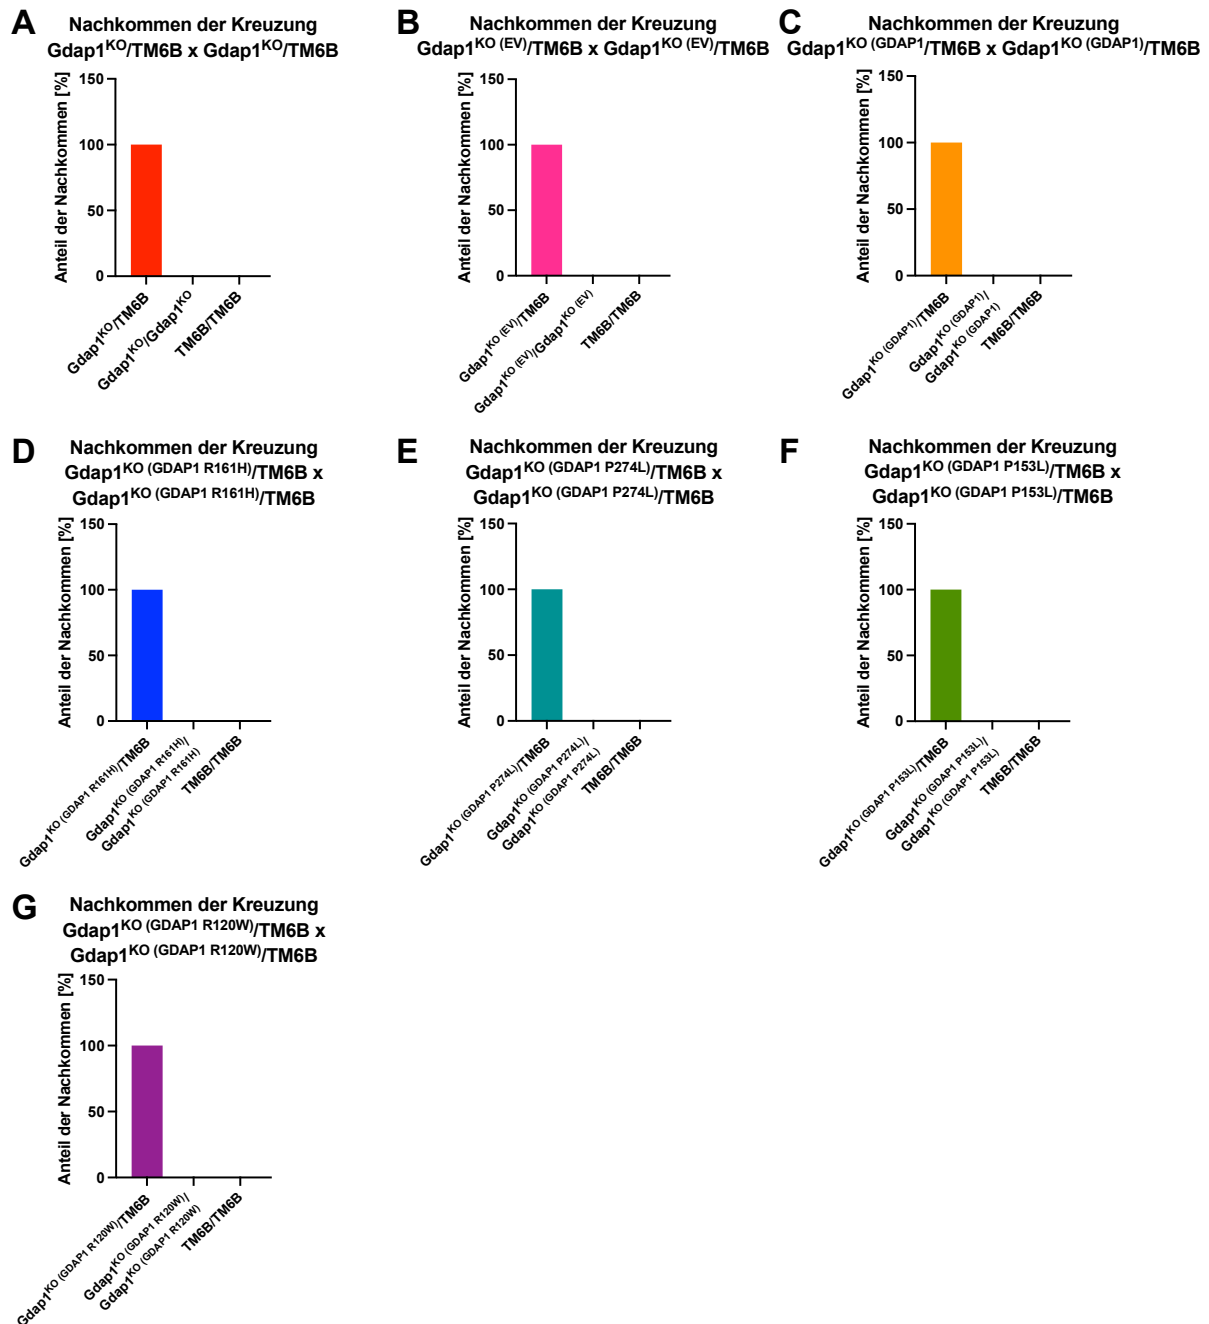 A
Nachkommen der Kreuzung
Gdap1KO/TM6B x Gdap1KO/TM6B
Anteil der Nachkommen [%]
150
100
50
0
Gdap1KO/TM6B
Gdap1KO/Gdap1KO
TM6B/TM6B
B
Nachkommen der Kreuzung
Gdap1KO (EV)/TM6B x Gdap1KO (EV)/TM6B
Anteil der Nachkommen [%]
150
100
50
0
Gdap1KO (EV)/TM6B
Gdap1KO (EV)/Gdap1KO (EV)
TM6B/TM6B
C
Nachkommen der Kreuzung
Gdap1KO (GDAP1/TM6B x Gdap1KO (GDAP1)/TM6B
Anteil der Nachkommen [%]
150
100
50
0
Gdap1KO (GDAP1)/TM6B
Gdap1KO (GDAP1)/
Gdap1KO (GDAP1)
TM6B/TM6B
D
Nachkommen der Kreuzung
Gdap1KO (GDAP1 R161H)/TM6B x
Gdap1KO (GDAP1 R161H)/TM6B
Anteil der Nachkommen [%]
150
100
50
0
Gdap1KO (GDAP1 R161H)/TM6B
Gdap1KO (GDAP1 R161H)/
Gdap1KO (GDAP1 R161H)
TM6B/TM6B
E
Nachkommen der Kreuzung
Gdap1KO (GDAP1 P274L)/TM6B x
Gdap1KO (GDAP1 P274L)/TM6B
Anteil der Nachkommen [%]
150
100
50
0
Gdap1KO (GDAP1 P274L)/TM6B
Gdap1KO (GDAP1 P274L)/
Gdap1KO (GDAP1 P274L)
TM6B/TM6B
F
Nachkommen der Kreuzung
Gdap1KO (GDAP1 P153L)/TM6B x
Gdap1KO (GDAP1 P153L)/TM6B
Anteil der Nachkommen [%]
150
100
50
0
Gdap1KO (GDAP1 P153L)/TM6B
Gdap1KO (GDAP1 P153L)/
Gdap1KO (GDAP1 P153L)
TM6B/TM6B
G
Nachkommen der Kreuzung
Gdap1KO (GDAP1 R120W)/TM6B x
Gdap1KO (GDAP1 R120W)/TM6B
Anteil der Nachkommen [%]
150
100
50
0
Gdap1KO (GDAP1 R120W)/TM6B
Gdap1KO (GDAP1 R120W)/
Gdap1KO (GDAP1 R120W)
TM6B/TM6B